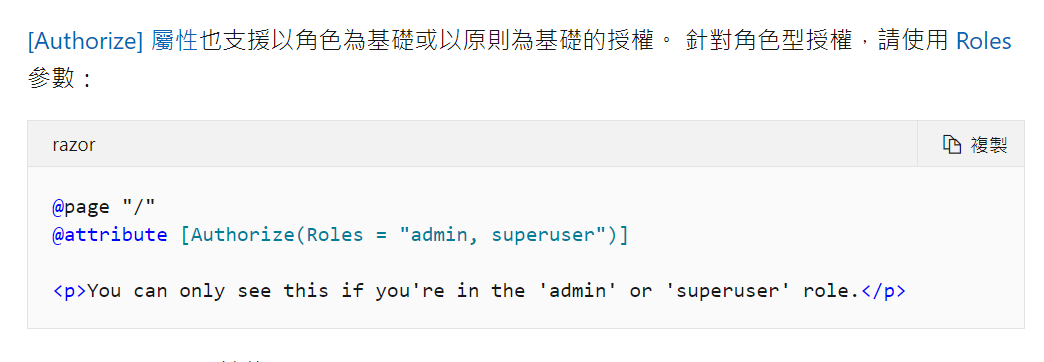 [Authorize] 屬性也支援以角色為基礎或以原則為基礎的授權。 針對角色型授權，請使用 Roles
參數：
razor
複製
@page "/"
@attribute [Authorize(Roles = "admin, superuser")]
<p>You can only see this if you're in the 'admin' or 'superuser' role.</p>